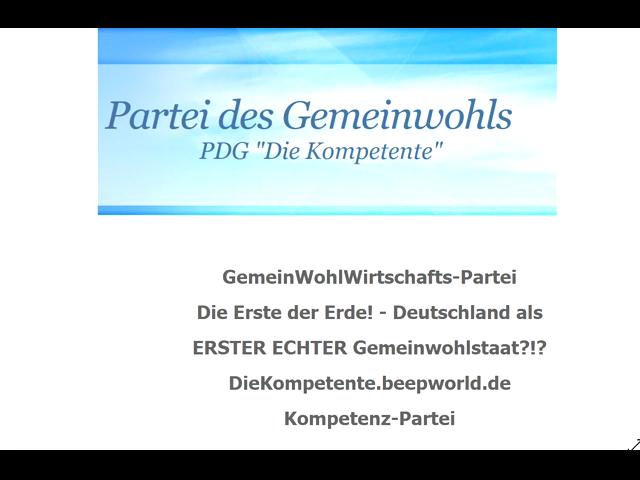 Partei des Gemeinwohls
PDG "Die Kompetente"
GemeinWohlWirtschafts-Partei
Die Erste der Erde! - Deutschland als
ERSTER ECHTER Gemeinwohlstaat?!?
DieKompetente.beepworld.de
Kompetenz-Partei